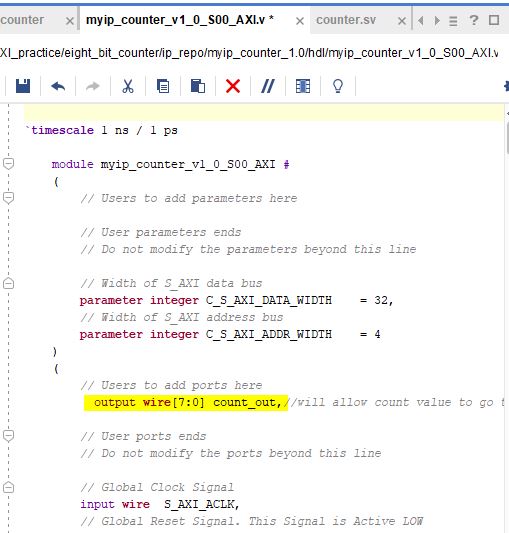 counter × myip_counter_v1_0_S00_AXI.v * × counter.sv ×
XI_practice/eight_bit_counter/ip_repo/myip_counter_1.0/hdl/myip_counter_v1_0_S00_AXI.v
`timescale 1 ns / 1 ps
module myip_counter_v1_0_S00_AXI #
(
// Users to add parameters here
// User parameters ends
// Do not modify the parameters beyond this line
// Width of S_AXI data bus
parameter integer C_S_AXI_DATA_WIDTH = 32,
// Width of S_AXI address bus
parameter integer C_S_AXI_ADDR_WIDTH = 4
)
(
// Users to add ports here
output wire[7:0] count_out,//will allow count value to go
// User ports ends
// Do not modify the ports beyond this line
// Global Clock Signal
input wire S_AXI_ACLK,
// Global Reset Signal. This Signal is Active LOW